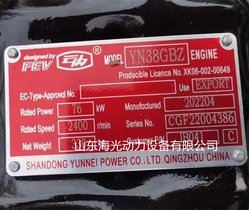 designed by
FEV
MODEL YN38GBZ ENGINE
Producible Licence No. XK06-002-00649
EC-Type-Approval No. Use EXPORT
Rated Power 76 kW Manufactured 202204
Rated Speed 2400 r/min Serial No. CGF22004386
Net Weight
山东海光动力设备有限公司
SHANDONG YUNNEI POWER CO., LTD. QINGZHOU CHINA